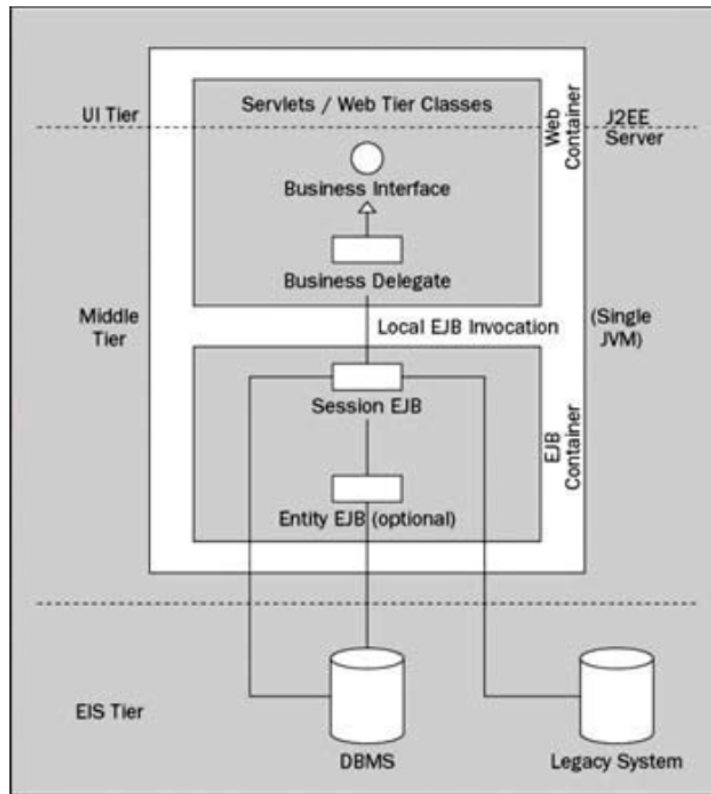 Servlets / Web Tier Classes
UI Tier
Web
Container
J2EE
Server
Business Interface
Business Delegate
Middle
Tier
Local EJB Invocation
(Single
JVM)
Session EJB
EJB
Container
Entity EJB (optional)
EIS Tier
DBMS
Legacy System